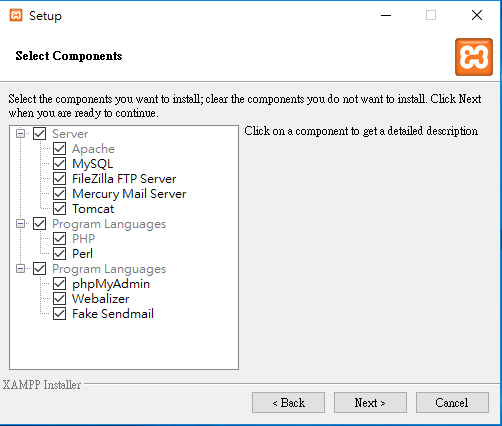 Setup
Select Components
Select the components you want to install; clear the components you do not want to install. Click Next
when you are ready to continue.
Click on a component to get a detailed description
Server
Apache
MySQL
FileZilla FTP Server
Mercury Mail Server
Tomcat
Program Languages
PHP
Perl
Program Languages
phpMyAdmin
Webalizer
Fake Sendmail
XAMPP Installer
< Back
Next >
Cancel